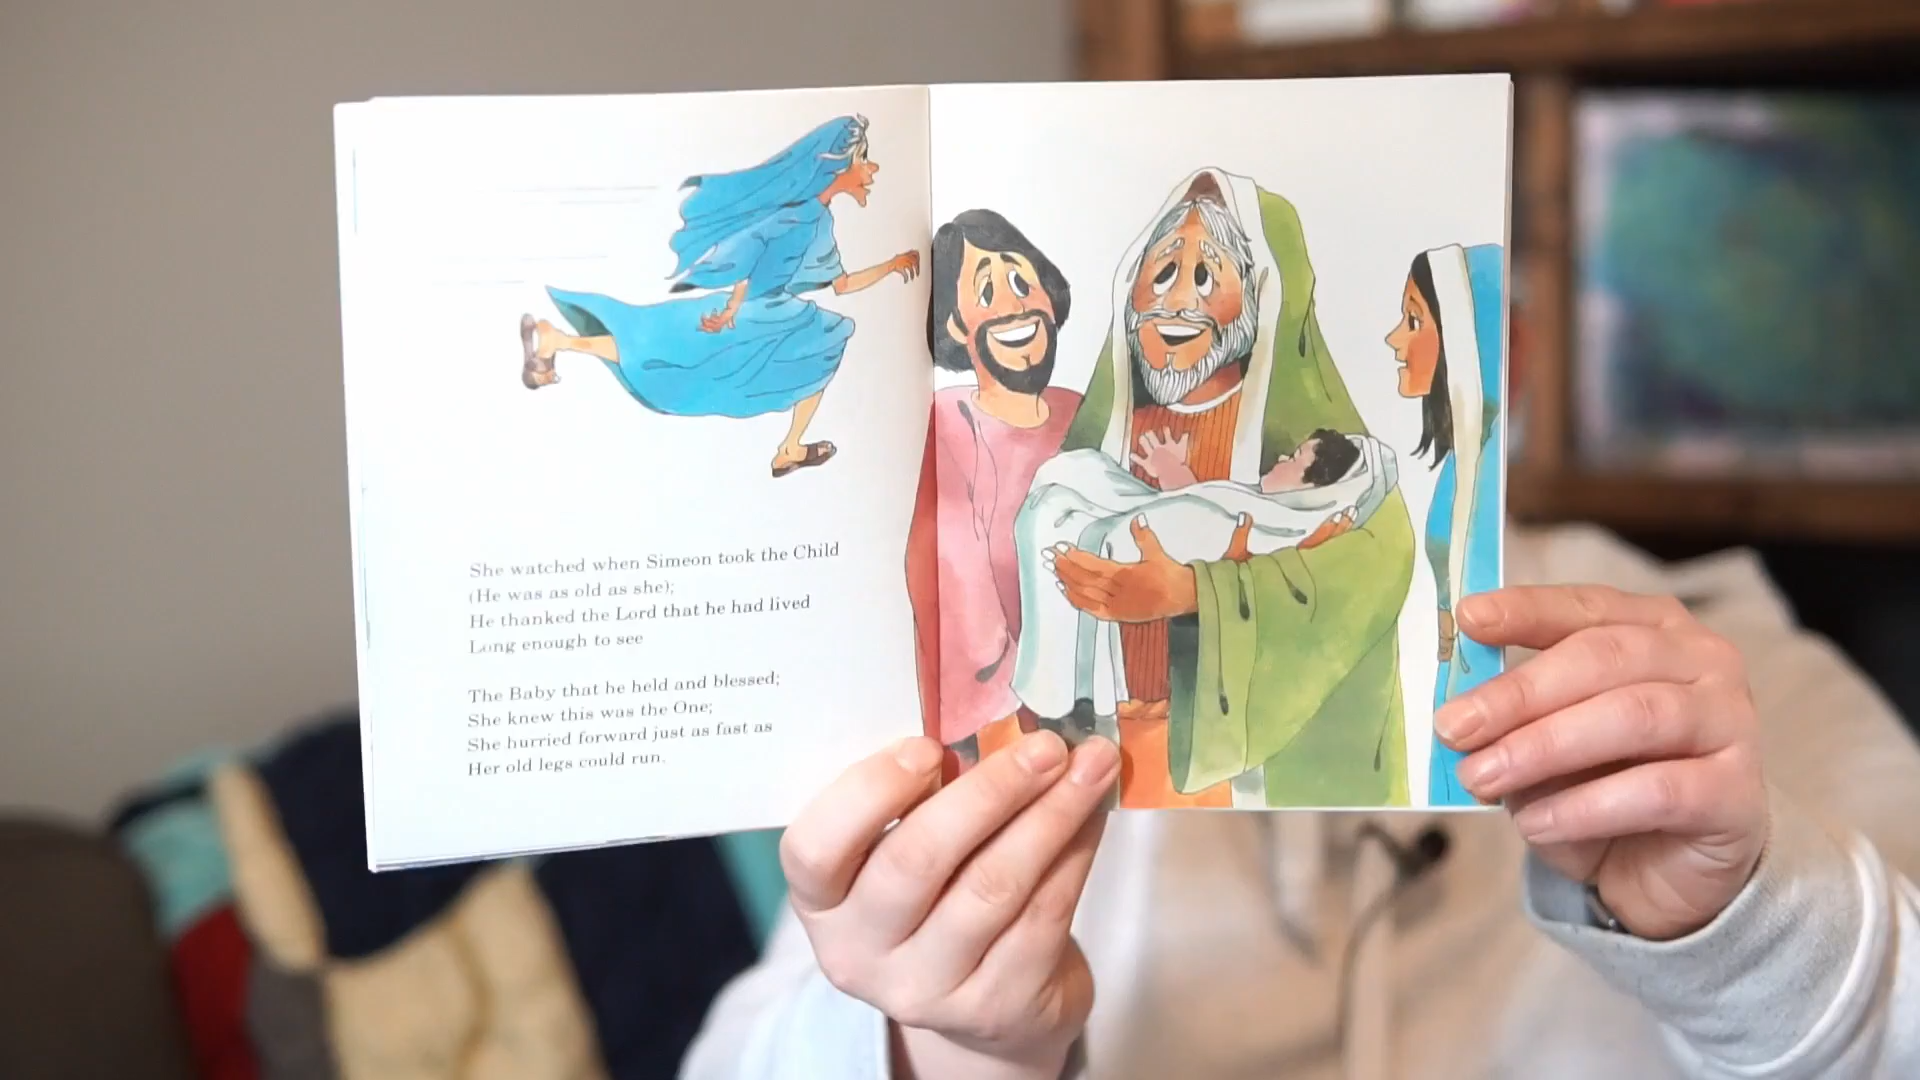 She watched when Simeon took the Child
(He was as old as she);
He thanked the Lord that he had lived
Long enough to see
The Baby that he held and blessed;
She knew this was the One;
She hurried forward just as fast as
Her old legs could run.